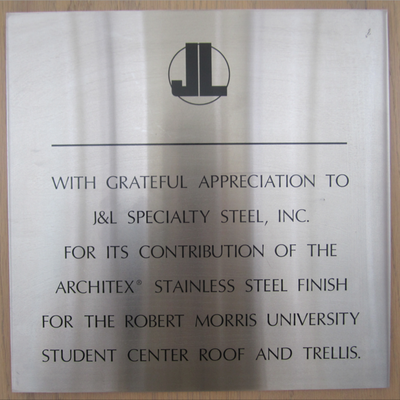 JL
WITH GRATEFUL APPRECIATION TO
J&L SPECIALTY STEEL, INC.
FOR ITS CONTRIBUTION OF THE
ARCHITEX® STAINLESS STEEL FINISH
FOR THE ROBERT MORRIS UNIVERSITY
STUDENT CENTER ROOF AND TRELLIS.